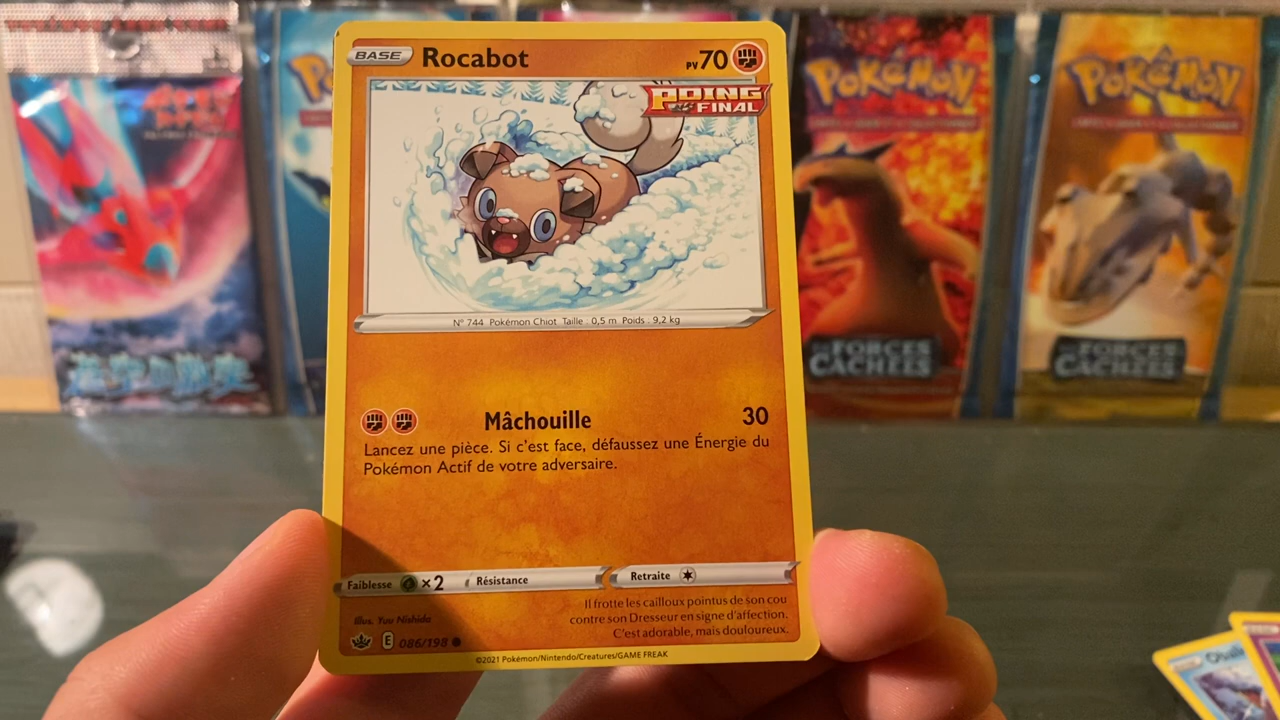 BASE Rocabot PV 70
POING
FINAL
N° 744 Pokémon Chiot Taille : 0,5 m Poids : 9,2 kg
Mâchouille 30
Lancez une pièce. Si c'est face, défaussez une Énergie du
Pokémon Actif de votre adversaire.
Faiblesse ×2 Résistance Retraite
Il frotte les cailloux pointus de son cou
contre son Dresseur en signe d'affection.
C'est adorable, mais douloureux.
Illus. Yuu Nishida
E 086/198
©2021 Pokémon/Nintendo/Creatures/GAME FREAK
POKéMON
FORCES
CACHÉES
POKéMON
FORCES
CACHÉES